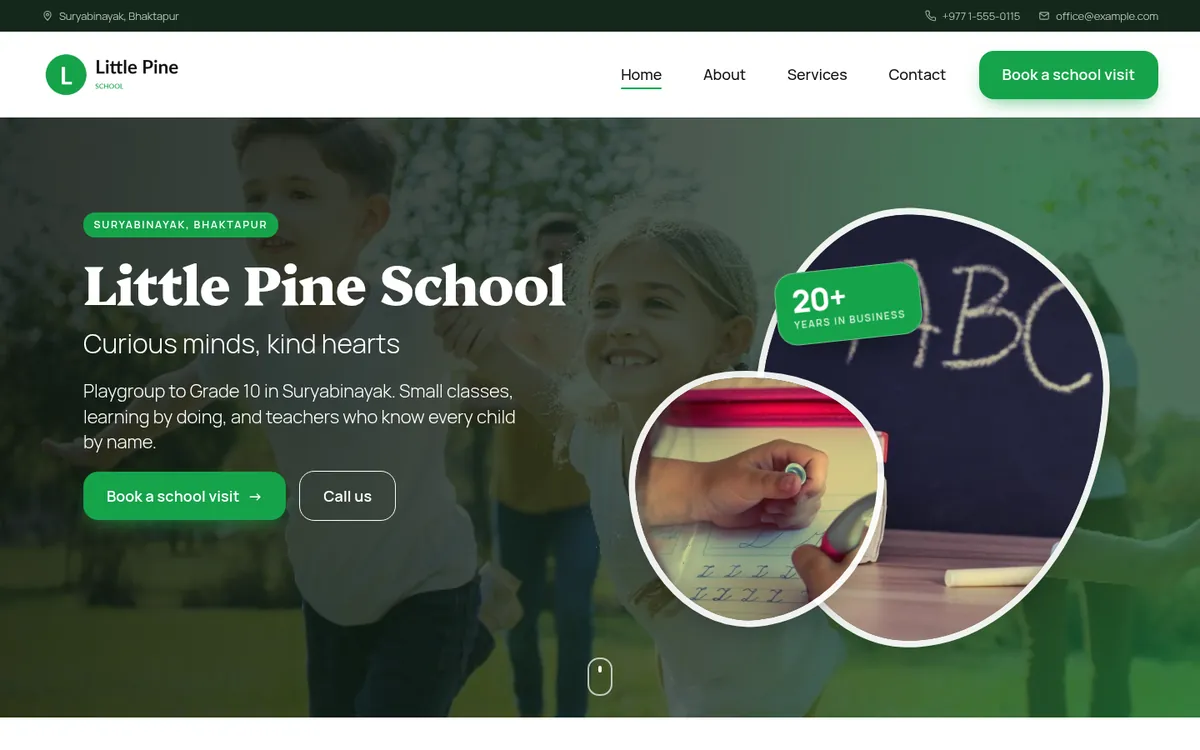 Suryabinayak, Bhaktapur
+977 1-555-0115
office@example.com
L
Little Pine
SCHOOL
Home
About
Services
Contact
Book a school visit
SURYABINAYAK, BHAKTAPUR
Little Pine School
Curious minds, kind hearts
Playgroup to Grade 10 in Suryabinayak. Small classes,
learning by doing, and teachers who know every child
by name.
Book a school visit →
Call us
20+
YEARS IN BUSINESS
ABC